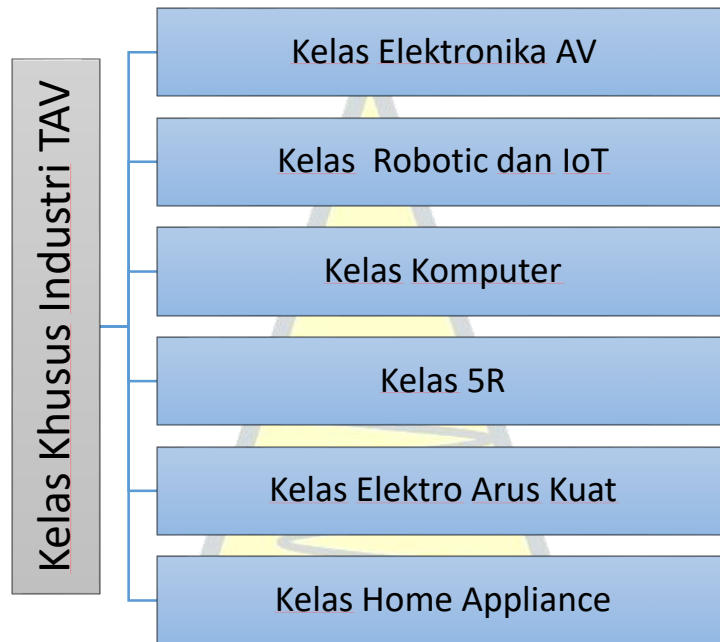 Kelas Khusus Industri TAV
Kelas Elektronika AV
Kelas Robotic dan IoT
Kelas Komputer
Kelas 5R
Kelas Elektro Arus Kuat
Kelas Home Appliance